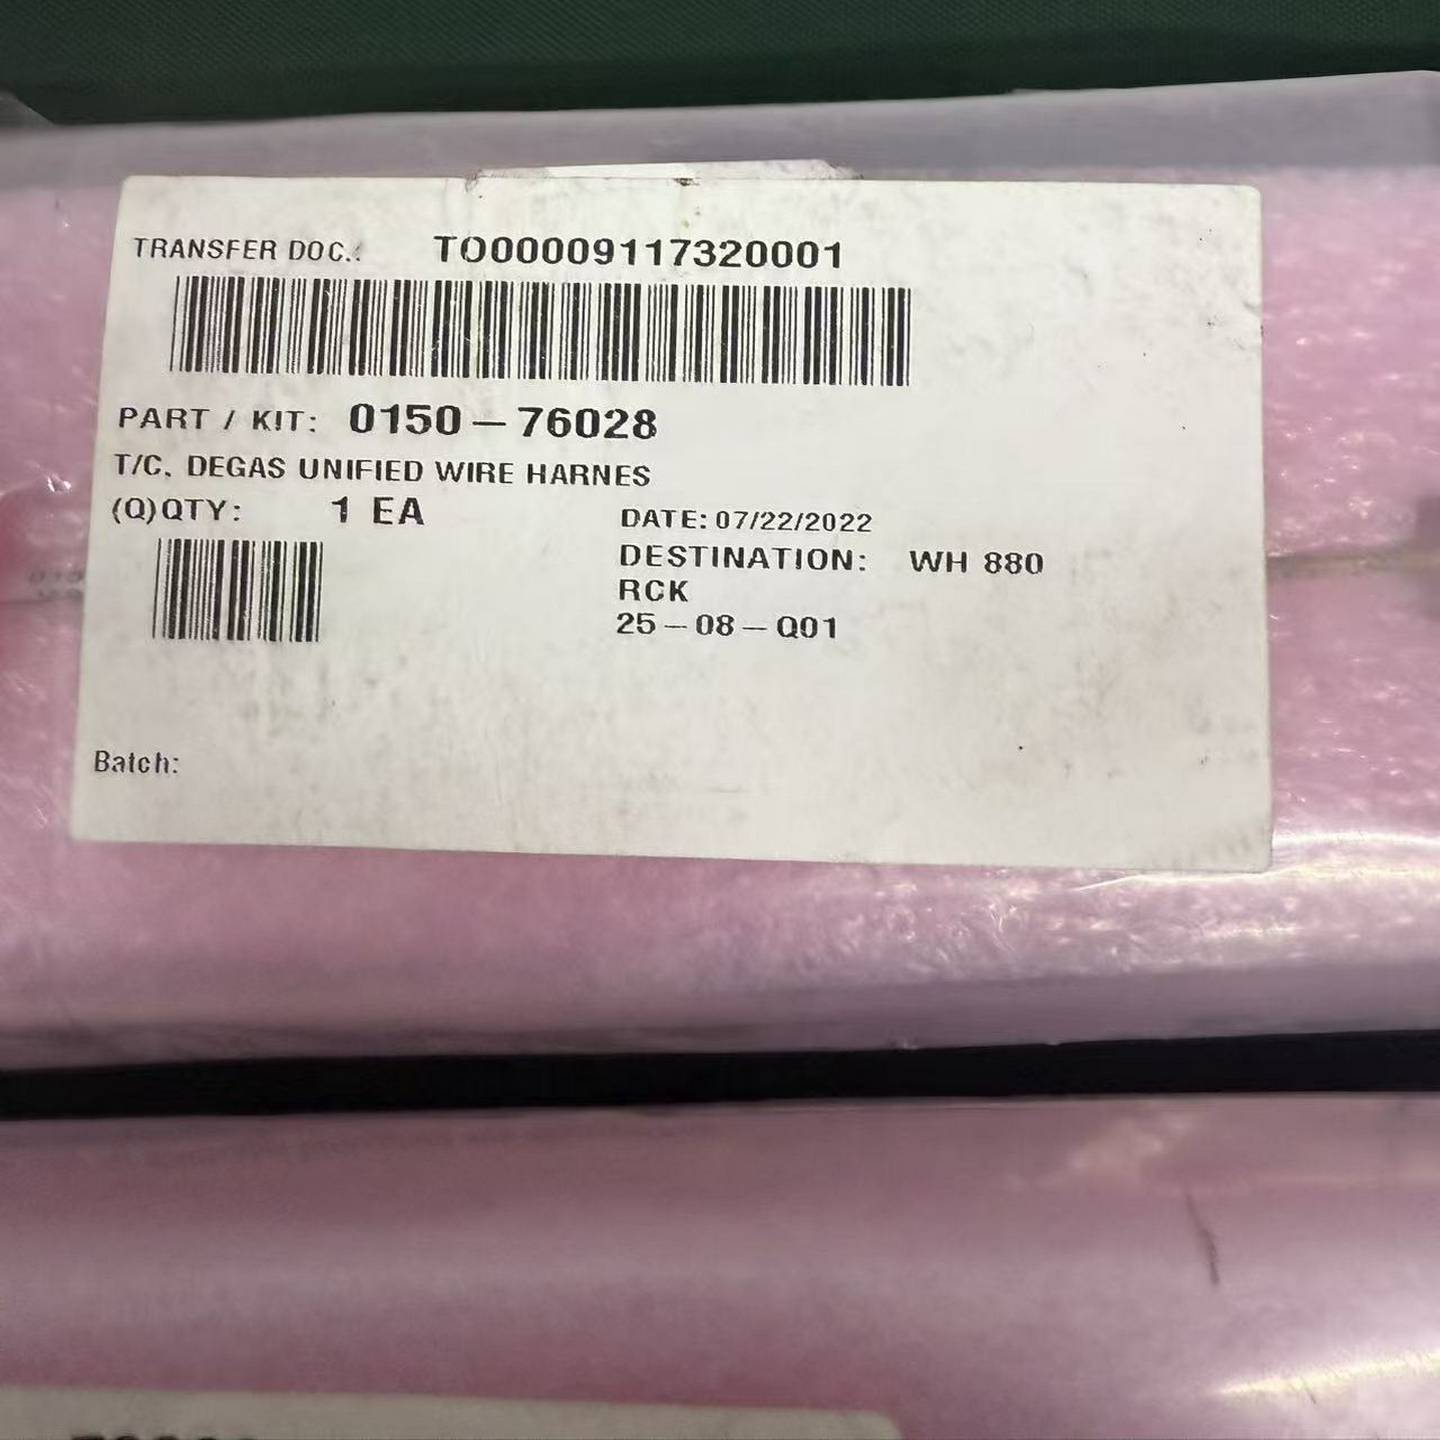 TRANSFER DOC.: TO00009117320001
PART / KIT: 0150-76028
T/C. DEGAS UNIFIED WIRE HARNES
(Q)QTY: 1 EA
DATE: 07/22/2022
DESTINATION: WH 880
RCK
25-08-Q01
Batch: